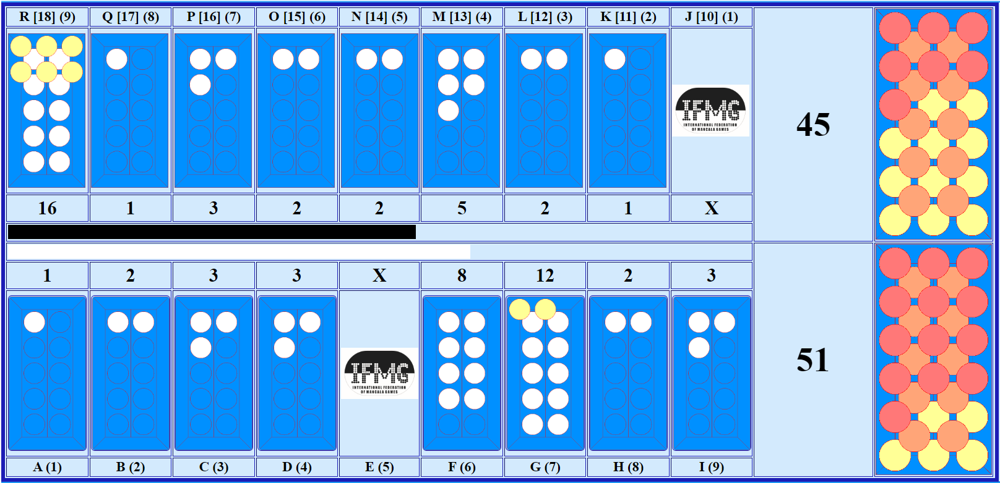 R [18] (9) Q [17] (8) P [16] (7) O [15] (6) N [14] (5) M [13] (4) L [12] (3) K [11] (2) J [10] (1)
IFMG
INTERNATIONAL FEDERATION
OF MANCALA GAMES
45
16 1 3 2 2 5 2 1 X
1 2 3 3 X 8 12 2 3
IFMG
INTERNATIONAL FEDERATION
OF MANCALA GAMES
51
A (1) B (2) C (3) D (4) E (5) F (6) G (7) H (8) I (9)